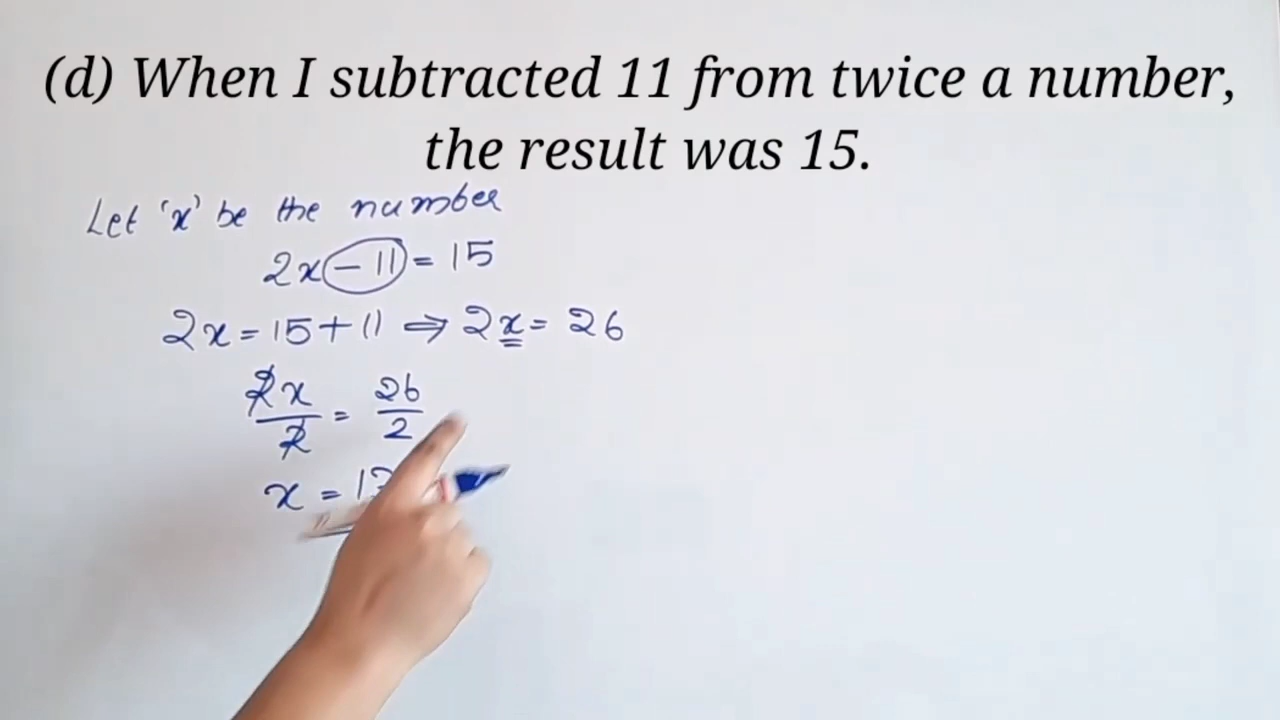 (d) When I subtracted 11 from twice a number,
the result was 15.
Let 'x' be the number
2x - 11 = 15
2x = 15 + 11 ⇒ 2x = 26
2x/2 = 26/2
x = 1